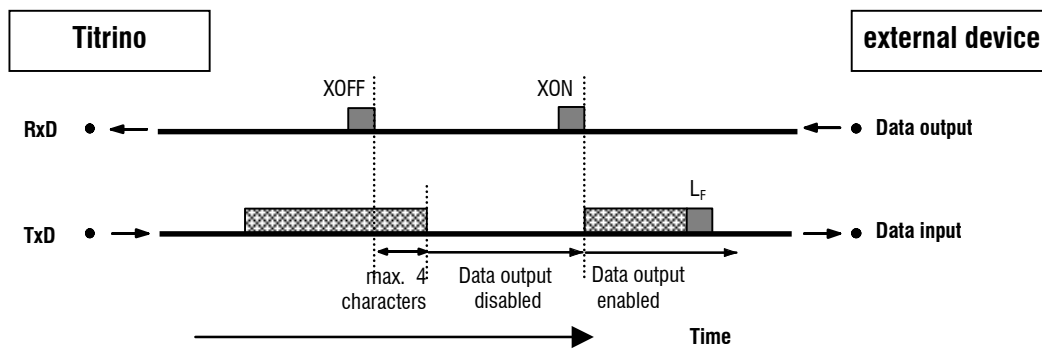 Titrino
external device
XOFF
XON
RxD
Data output
L_F
TxD
Data input
max. 4
characters
Data output
disabled
Data output
enabled
Time